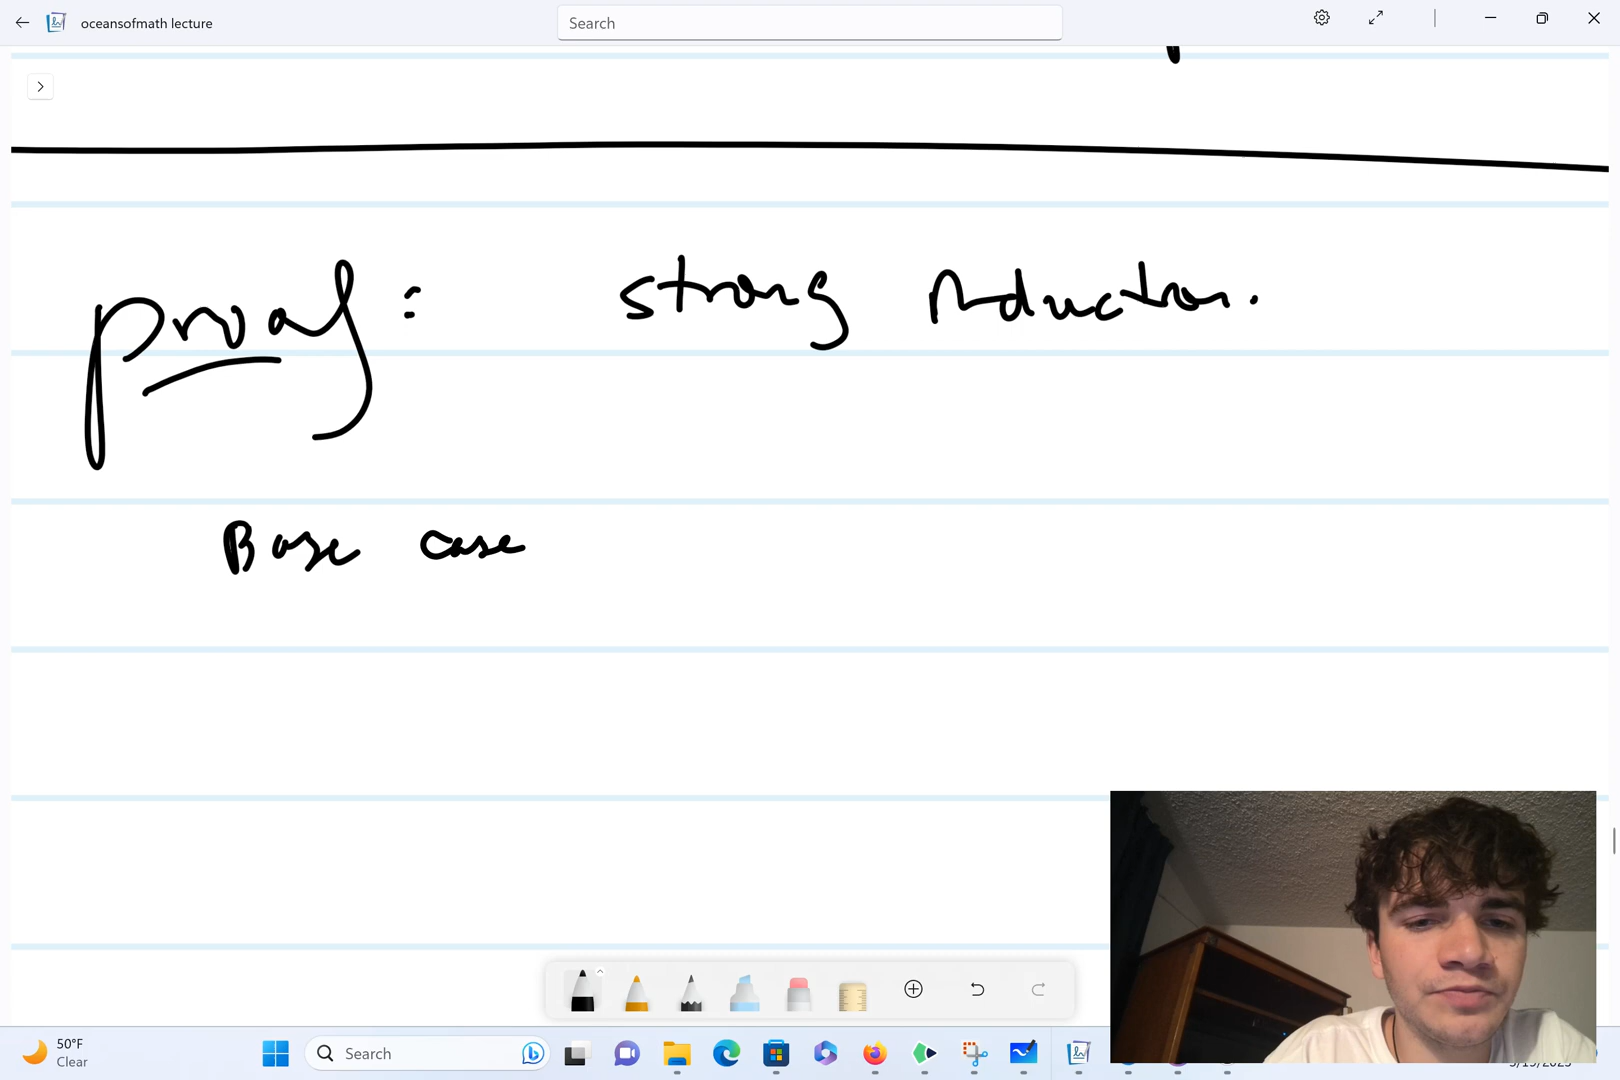 oceansofmath lecture
Search
proof: strong induction.
Base case
50°F
Clear
Search